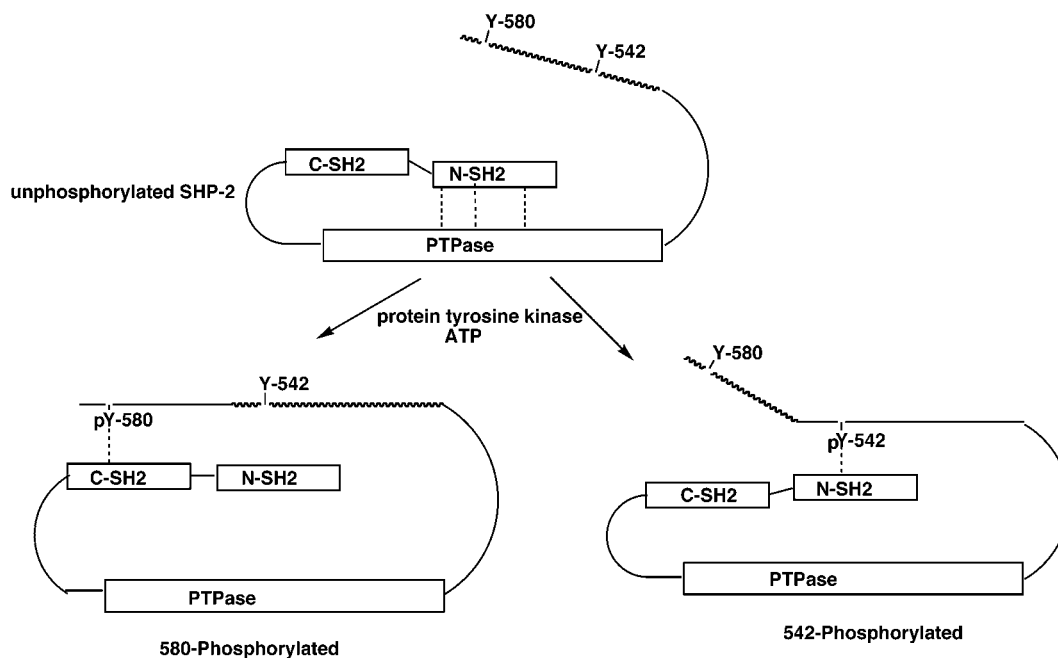 Y-580
Y-542
C-SH2
N-SH2
unphosphorylated SHP-2
PTPase
protein tyrosine kinase
ATP
Y-542
pY-580
C-SH2
N-SH2
PTPase
580-Phosphorylated
Y-580
pY-542
C-SH2
N-SH2
PTPase
542-Phosphorylated